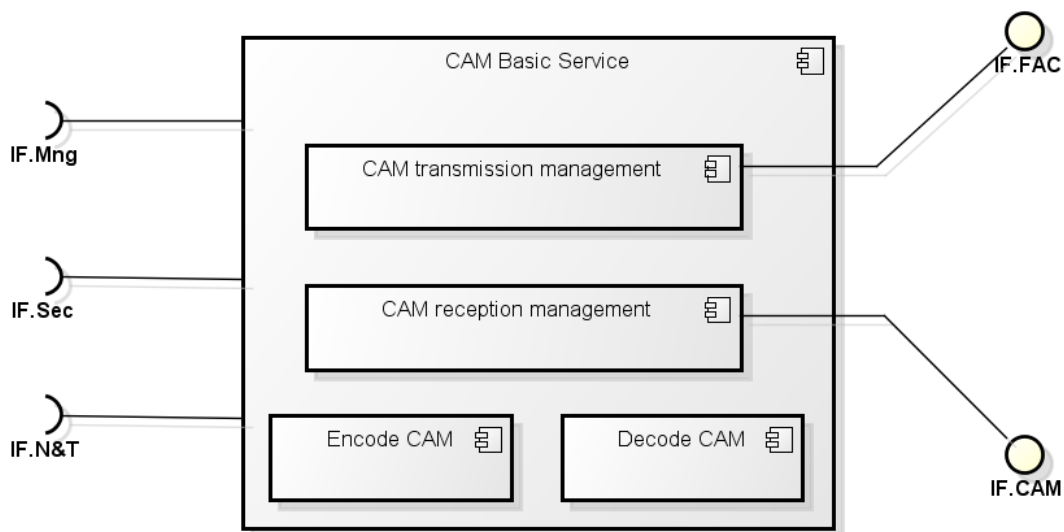 CAM Basic Service
IF.FAC
IF.Mng
CAM transmission management
IF.Sec
CAM reception management
IF.N&T
Encode CAM
Decode CAM
IF.CAM